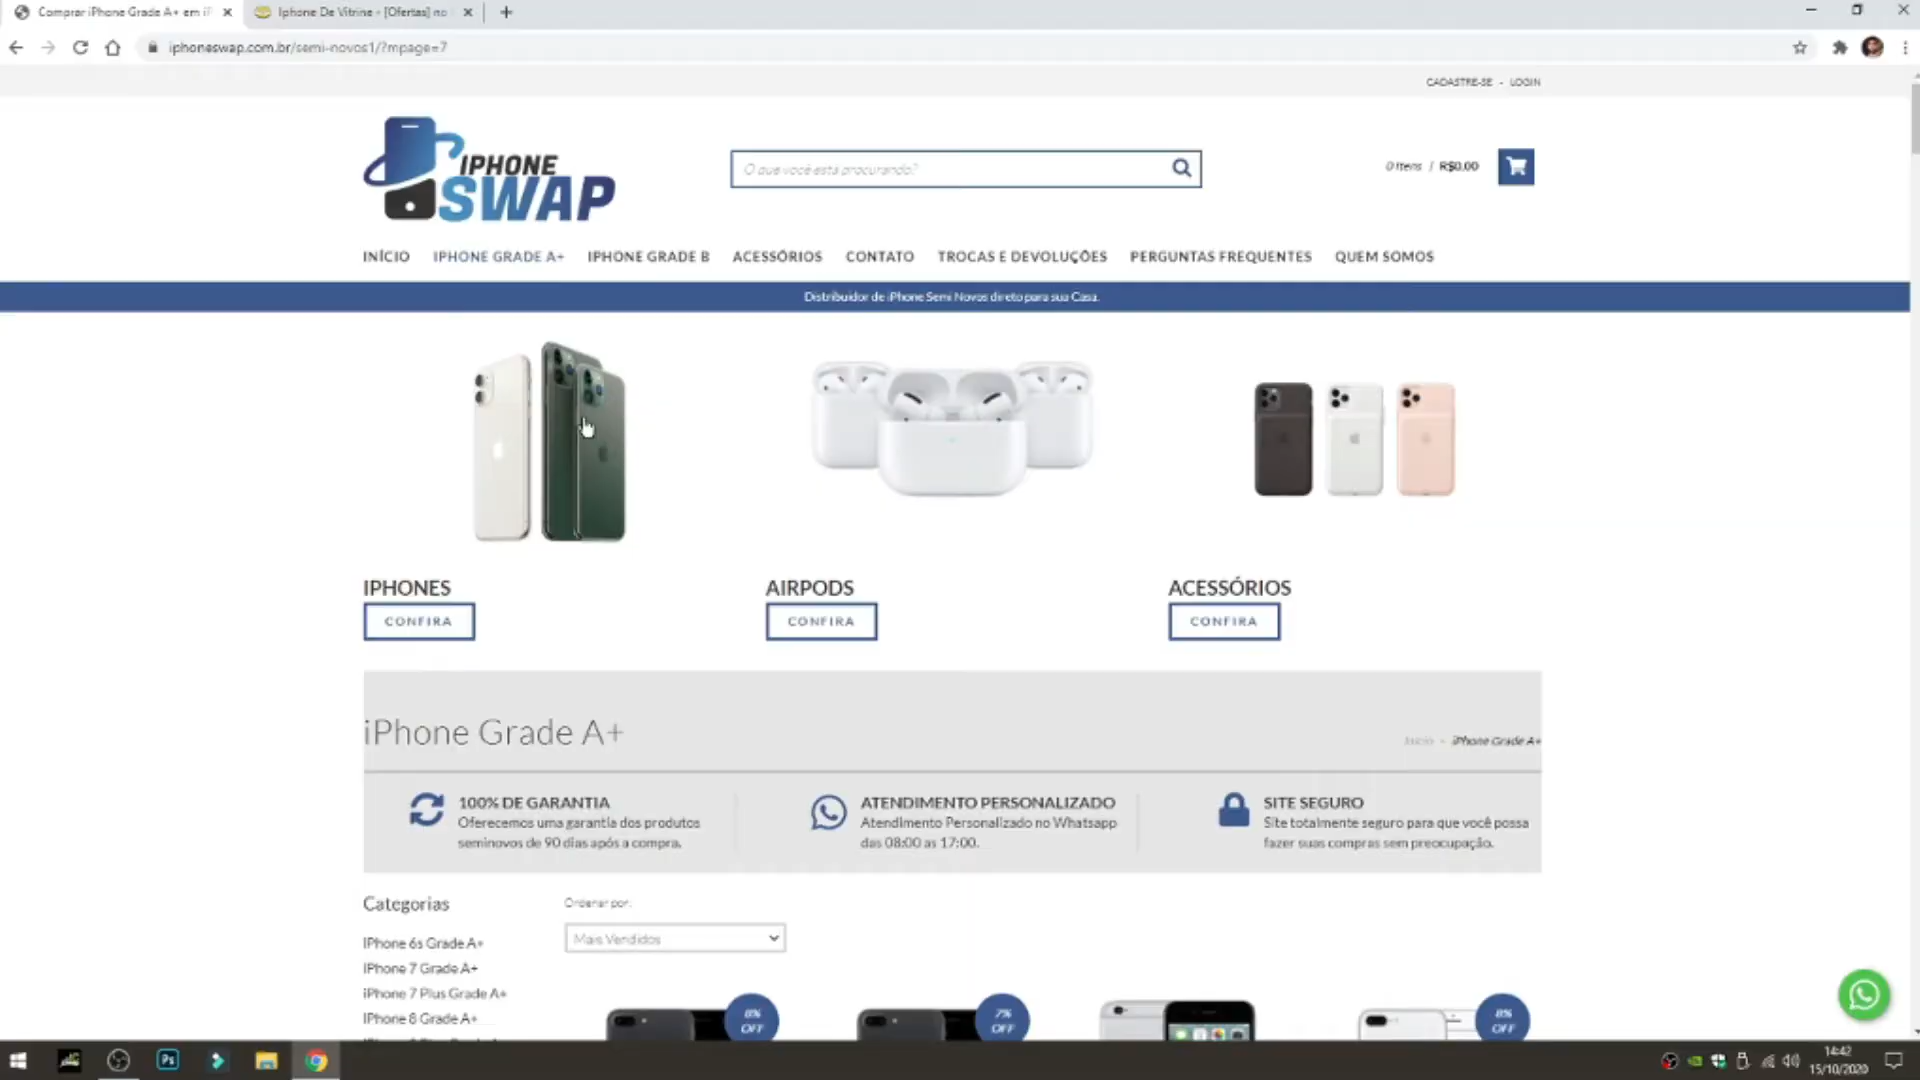 Comprar iPhone Grade A+ em iP
Iphone De Vitrine - [Ofertas] no
iphoneswap.com.br/semi-novos1/?mpage=7
CADASTRE-SE - LOGIN
IPHONE
SWAP
O que você esta procurando?
0 itens / R$0,00
INÍCIO IPHONE GRADE A+ IPHONE GRADE B ACESSÓRIOS CONTATO TROCAS E DEVOLUÇÕES PERGUNTAS FREQUENTES QUEM SOMOS
Distribuidor de iPhone Semi Novos direto para sua Casa.
IPHONES
CONFIRA
AIRPODS
CONFIRA
ACESSÓRIOS
CONFIRA
iPhone Grade A+
Início - iPhone Grade A+
100% DE GARANTIA
Oferecemos uma garantia dos produtos
seminovos de 90 dias após a compra.
ATENDIMENTO PERSONALIZADO
Atendimento Personalizado no Whatsapp
das 08:00 as 17:00.
SITE SEGURO
Site totalmente seguro para que você possa
fazer suas compras sem preocupação.
Categorias
IPhone 6s Grade A+
IPhone 7 Grade A+
iPhone 7 Plus Grade A+
IPhone 8 Grade A+
Ordenar por:
Mais Vendidos
8%
OFF
7%
OFF
8%
OFF
Ps
14:42
15/10/2020